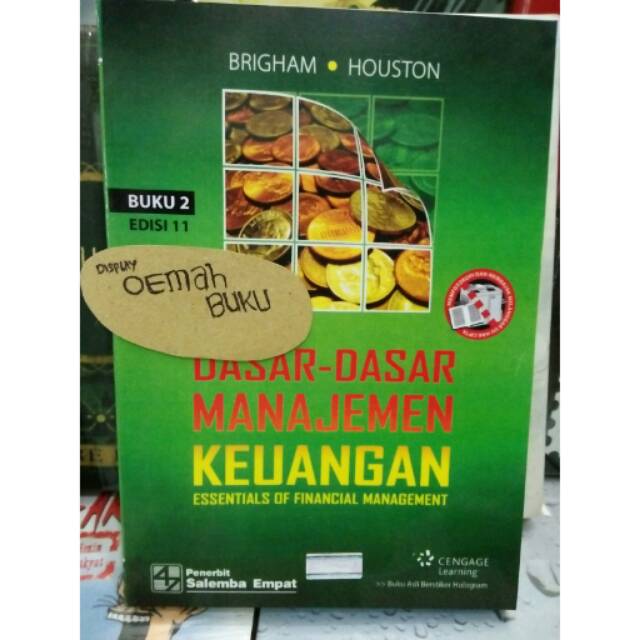 BRIGHAM • HOUSTON
BUKU 2
EDISI 11
DISPLAY
OEMAH
BUKU
DASAR-DASAR
MANAJEMEN
KEUANGAN
ESSENTIALS OF FINANCIAL MANAGEMENT
Penerbit
Salemba Empat
CENGAGE
Learning
>> Buku Asli Berstiker Hologram